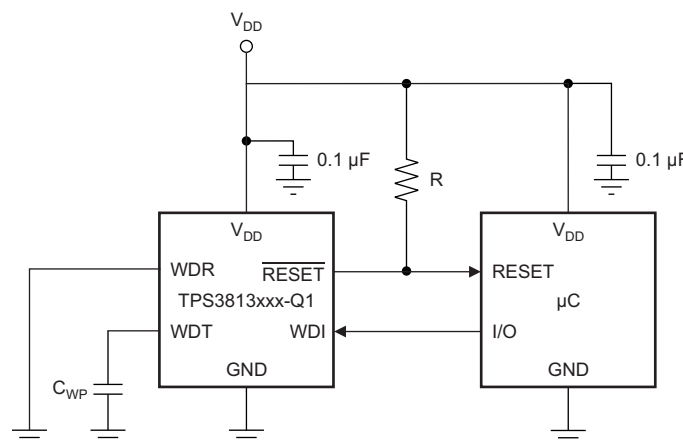 VDD
0.1 µF
R
0.1 µF
VDD
VDD
WDR
RESET
RESET
TPS3813xxx-Q1
µC
WDT
WDI
I/O
GND
GND
CWP